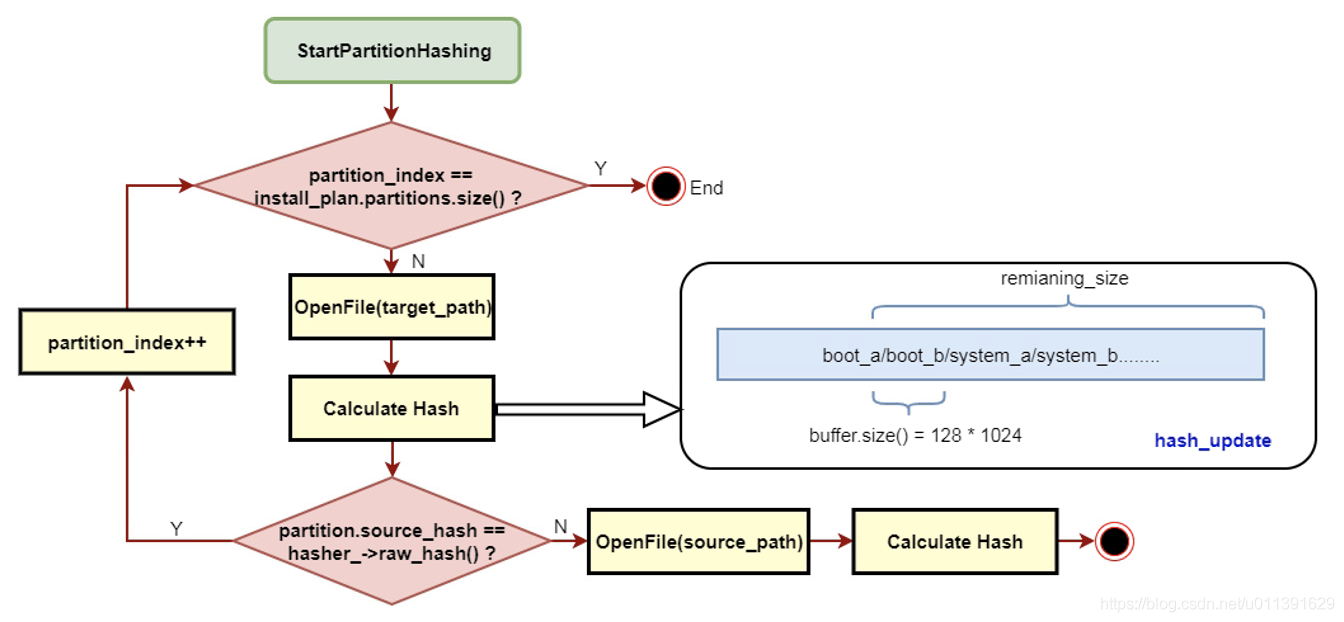 StartPartitionHashing
partition_index ==
install_plan.partitions.size() ?
Y
End
N
OpenFile(target_path)
partition_index++
Calculate Hash
remianing_size
boot_a/boot_b/system_a/system_b........
buffer.size() = 128 * 1024
hash_update
partition.source_hash ==
hasher_->raw_hash() ?
Y
N
OpenFile(source_path)
Calculate Hash
https://blog.csdn.net/u011391629